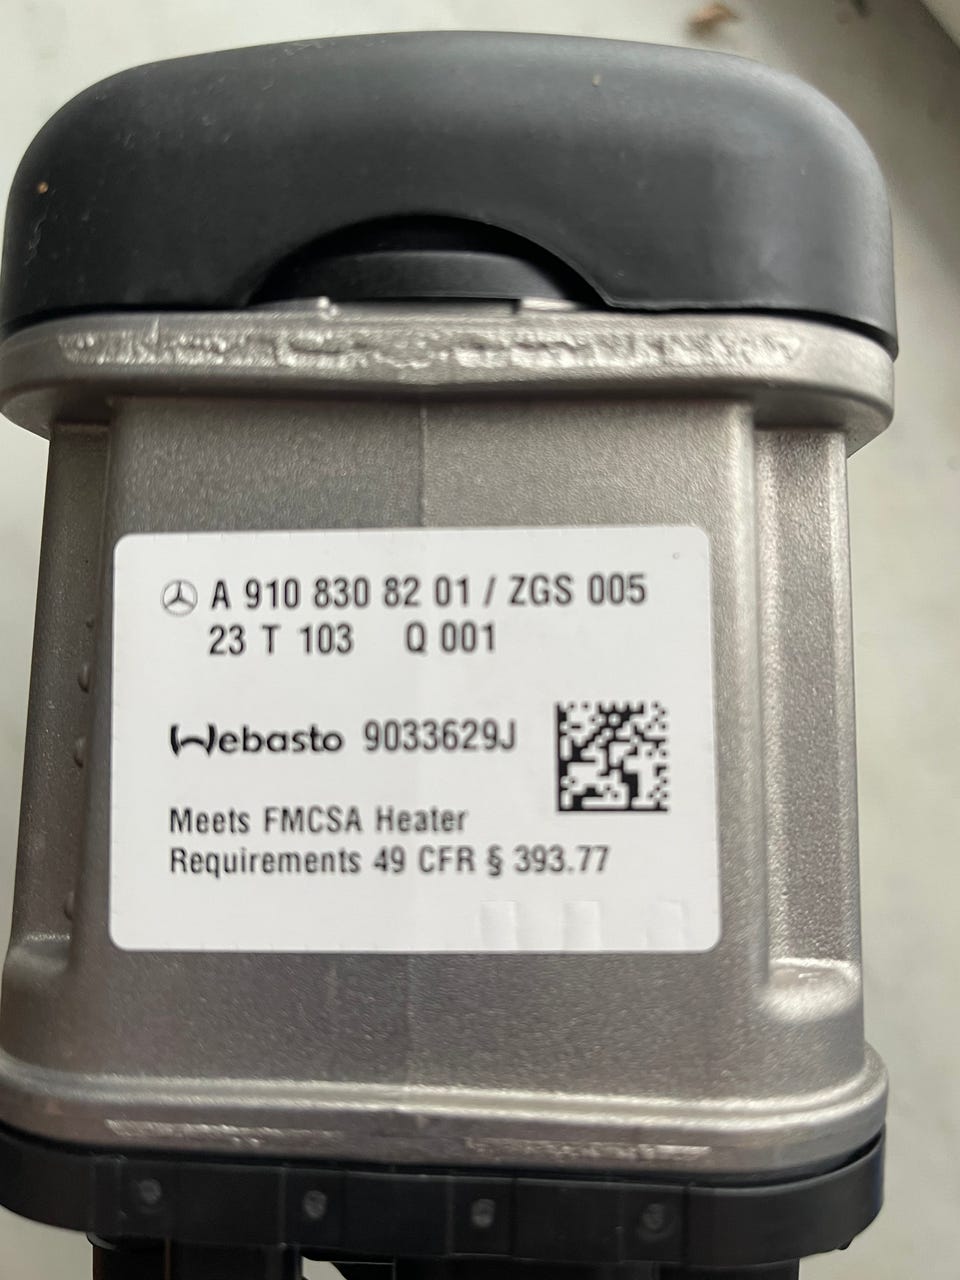 A 910 830 82 01 / ZGS 005
23 T 103 Q 001
Webasto 9033629J
Meets FMCSA Heater
Requirements 49 CFR § 393.77